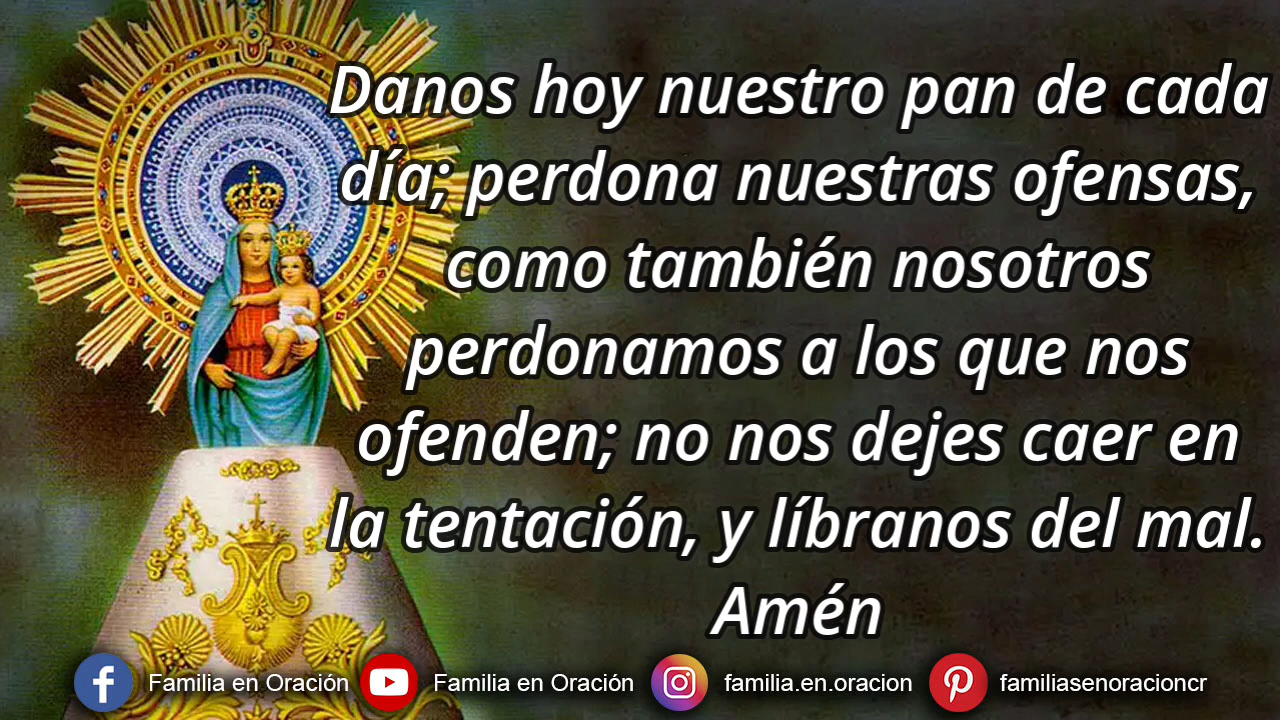 Danos hoy nuestro pan de cada
día; perdona nuestras ofensas,
como también nosotros
perdonamos a los que nos
ofenden; no nos dejes caer en
la tentación, y líbranos del mal.
Amén
Familia en Oración Familia en Oración familia.en.oracion familiasenoracioncr